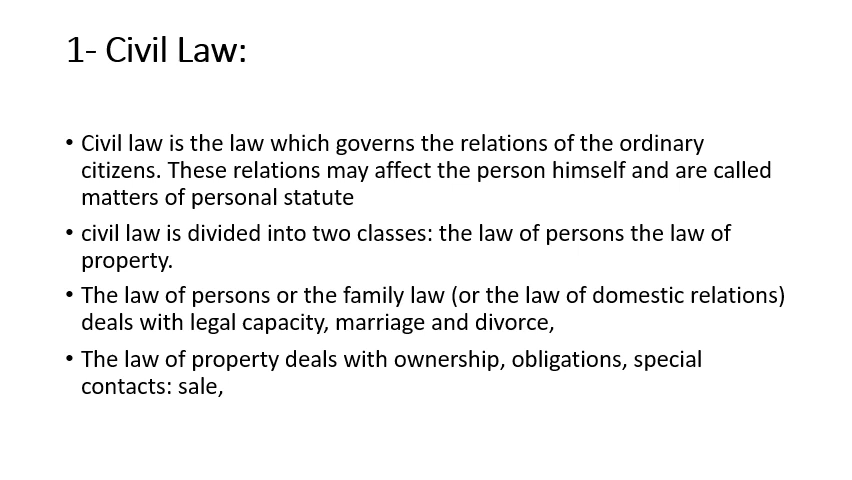 1- Civil Law:
• Civil law is the law which governs the relations of the ordinary
citizens. These relations may affect the person himself and are called
matters of personal statute
• civil law is divided into two classes: the law of persons the law of
property.
• The law of persons or the family law (or the law of domestic relations)
deals with legal capacity, marriage and divorce,
• The law of property deals with ownership, obligations, special
contacts: sale,